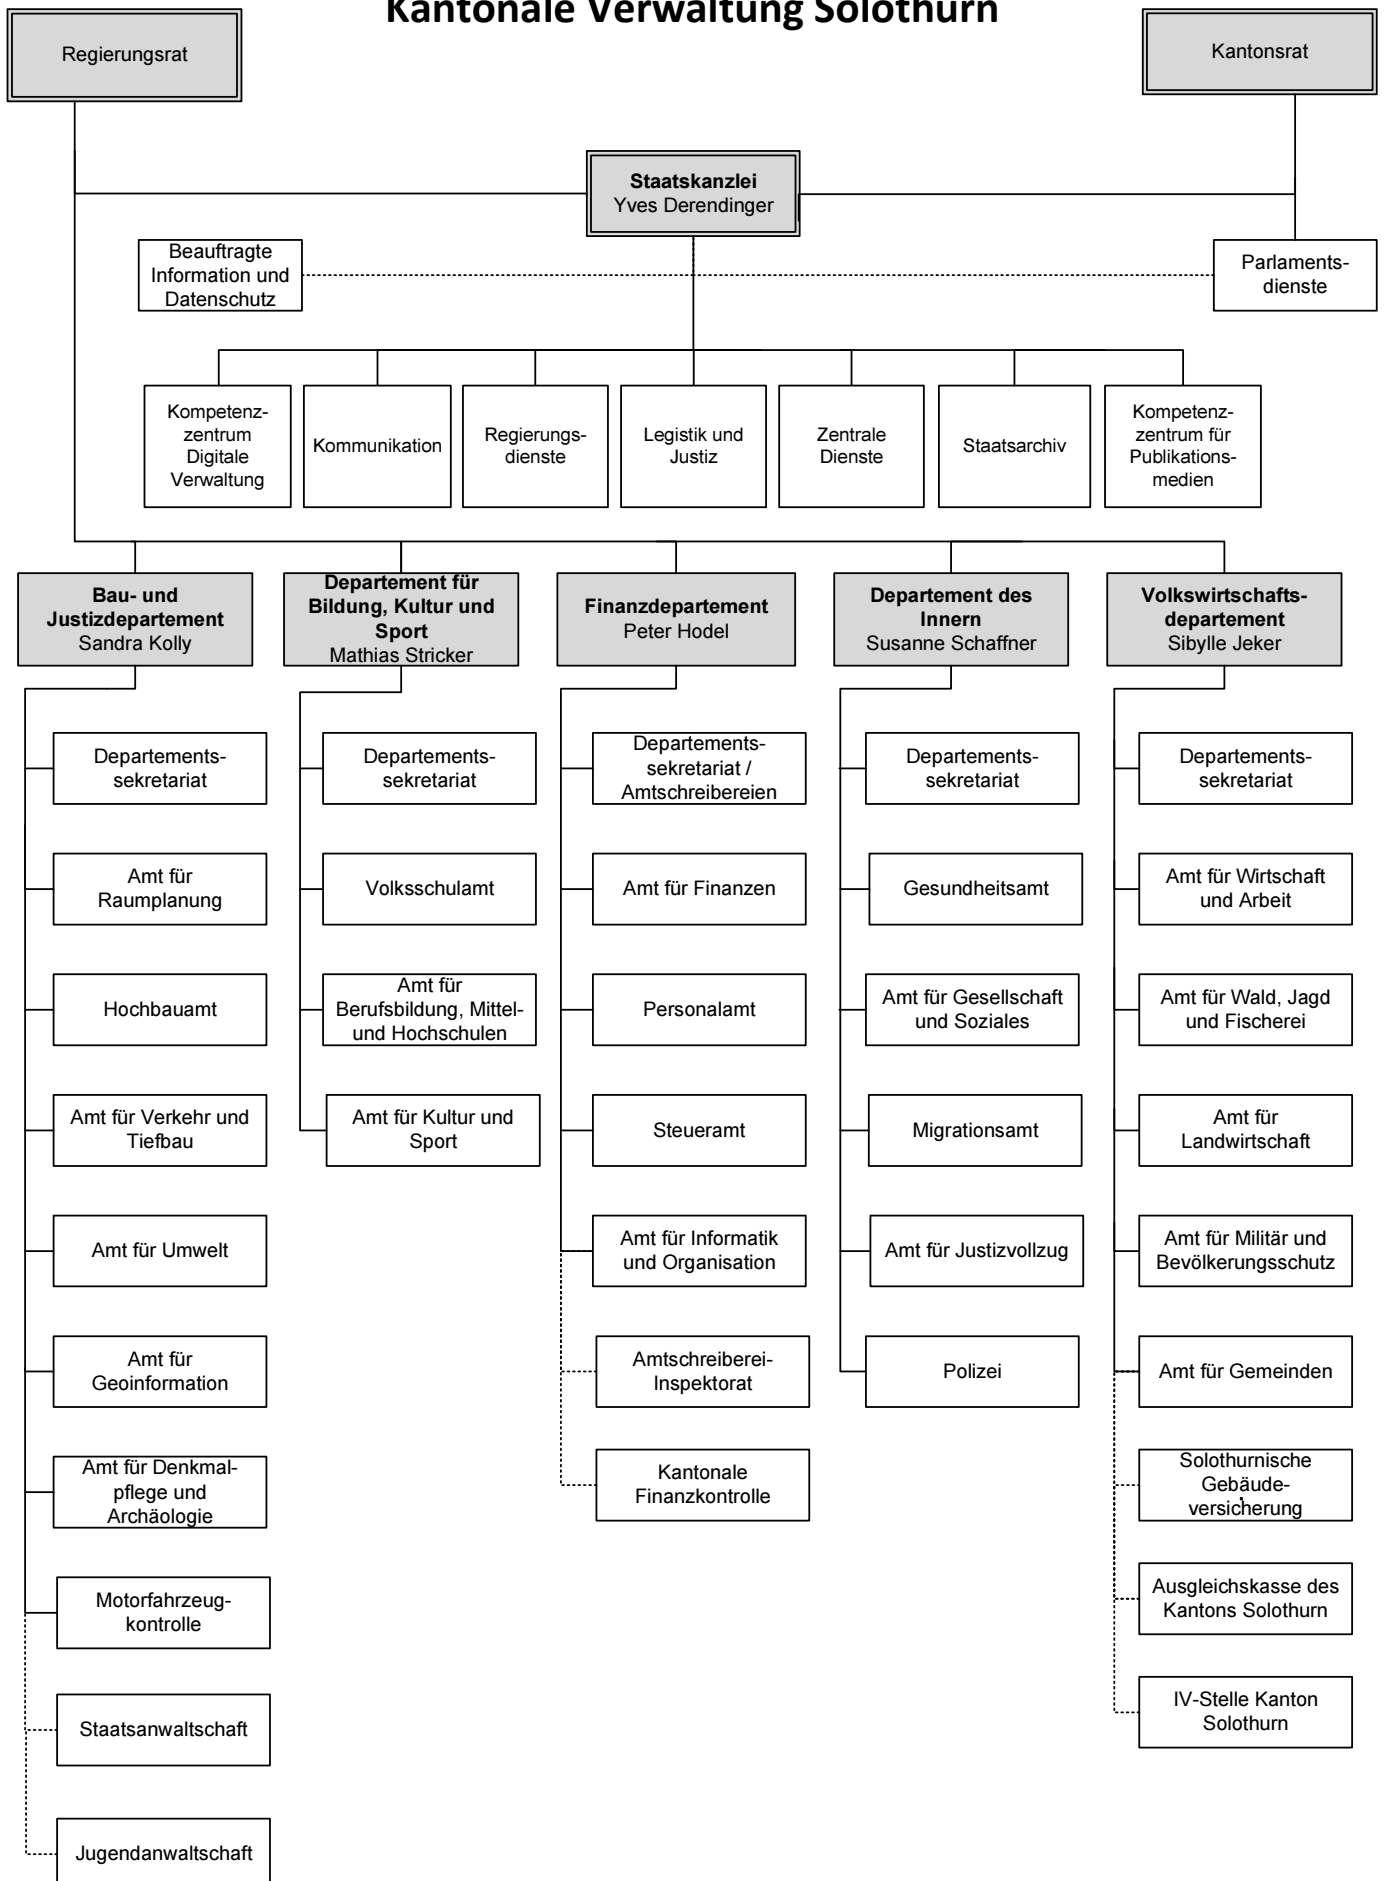 Kantonale Verwaltung Solothurn
Regierungsrat
Kantonsrat
Staatskanzlei
Yves Derendinger
Beauftragte
Information und
Datenschutz
Parlaments-
dienste
Kompetenz-
zentrum
Digitale
Verwaltung
Kommunikation
Regierungs-
dienste
Legistik und
Justiz
Zentrale
Dienste
Staatsarchiv
Kompetenz-
zentrum für
Publikations-
medien
Bau- und
Justizdepartement
Sandra Kolly
Departement für
Bildung, Kultur und
Sport
Mathias Stricker
Finanzdepartement
Peter Hodel
Departement des
Innern
Susanne Schaffner
Volkswirtschafts-
departement
Sibylle Jeker
Departements-
sekretariat
Amt für
Raumplanung
Hochbauamt
Amt für Verkehr und
Tiefbau
Amt für Umwelt
Amt für
Geoinformation
Amt für Denkmal-
pflege und
Archäologie
Motorfahrzeug-
kontrolle
Staatsanwaltschaft
Jugendanwaltschaft
Departements-
sekretariat
Volksschulamt
Amt für
Berufsbildung, Mittel-
und Hochschulen
Amt für Kultur und
Sport
Departements-
sekretariat /
Amtschreibereien
Amt für Finanzen
Personalamt
Steueramt
Amt für Informatik
und Organisation
Amtschreiberei-
Inspektorat
Kantonale
Finanzkontrolle
Departements-
sekretariat
Gesundheitsamt
Amt für Gesellschaft
und Soziales
Migrationsamt
Amt für Justizvollzug
Polizei
Departements-
sekretariat
Amt für Wirtschaft
und Arbeit
Amt für Wald, Jagd
und Fischerei
Amt für
Landwirtschaft
Amt für Militär und
Bevölkerungsschutz
Amt für Gemeinden
Solothurnische
Gebäude-
versicherung
Ausgleichskasse des
Kantons Solothurn
IV-Stelle Kanton
Solothurn